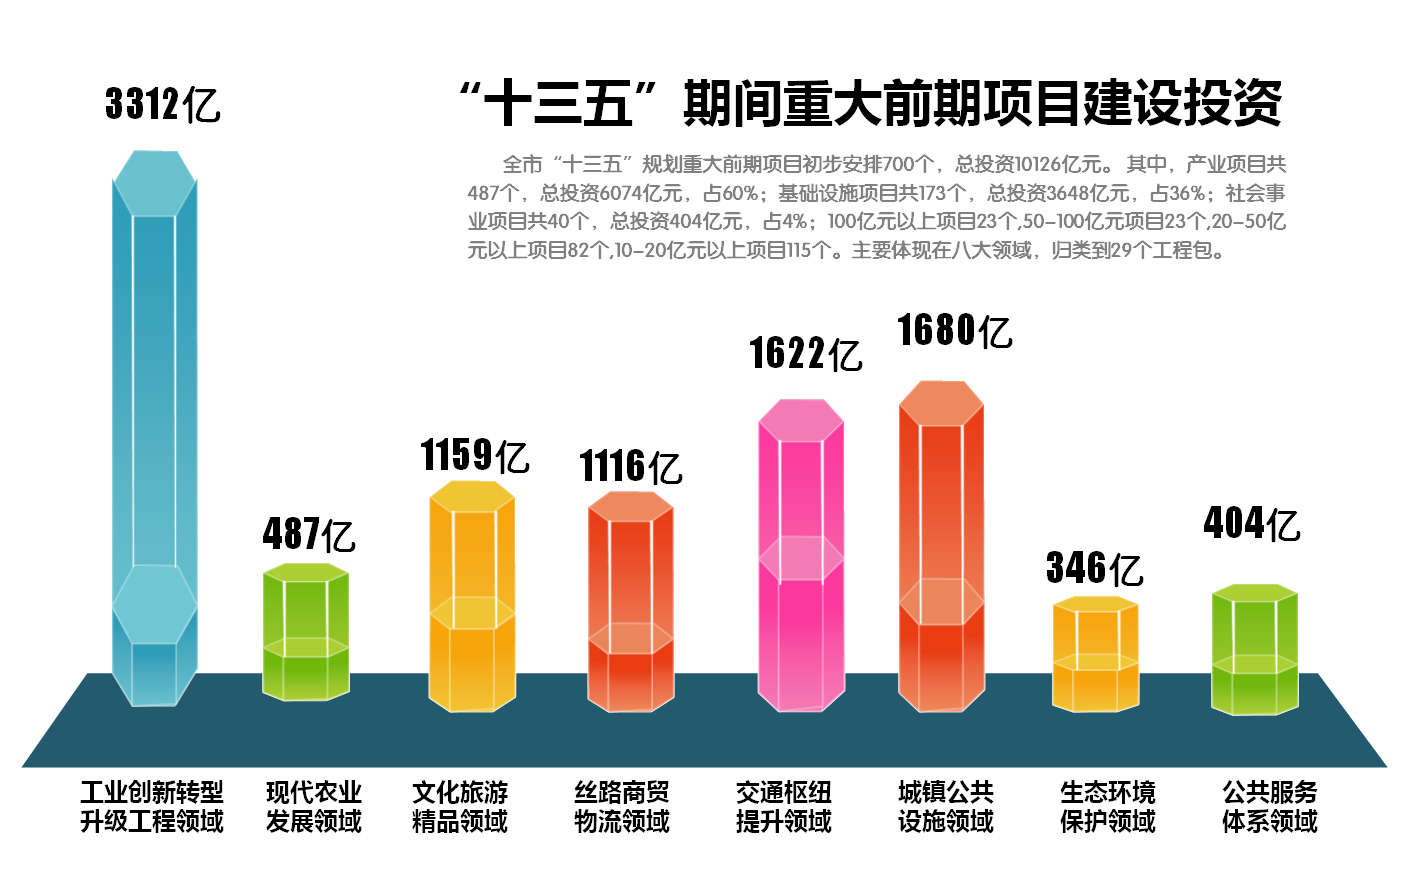 “十三五”期间重大前期项目建设投资
全市“十三五”规划重大前期项目初步安排700个，总投资10126亿元。其中，产业项目共
487个，总投资6074亿元，占60%；基础设施项目共173个，总投资3648亿元，占36%；社会事
业项目共40个，总投资404亿元，占4%；100亿元以上项目23个,50-100亿元项目23个,20-50亿
元以上项目82个,10-20亿元以上项目115个。主要体现在八大领域，归类到29个工程包。
3312亿
487亿
1159亿
1116亿
1622亿
1680亿
346亿
404亿
工业创新转型
升级工程领域
现代农业
发展领域
文化旅游
精品领域
丝路商贸
物流领域
交通枢纽
提升领域
城镇公共
设施领域
生态环境
保护领域
公共服务
体系领域